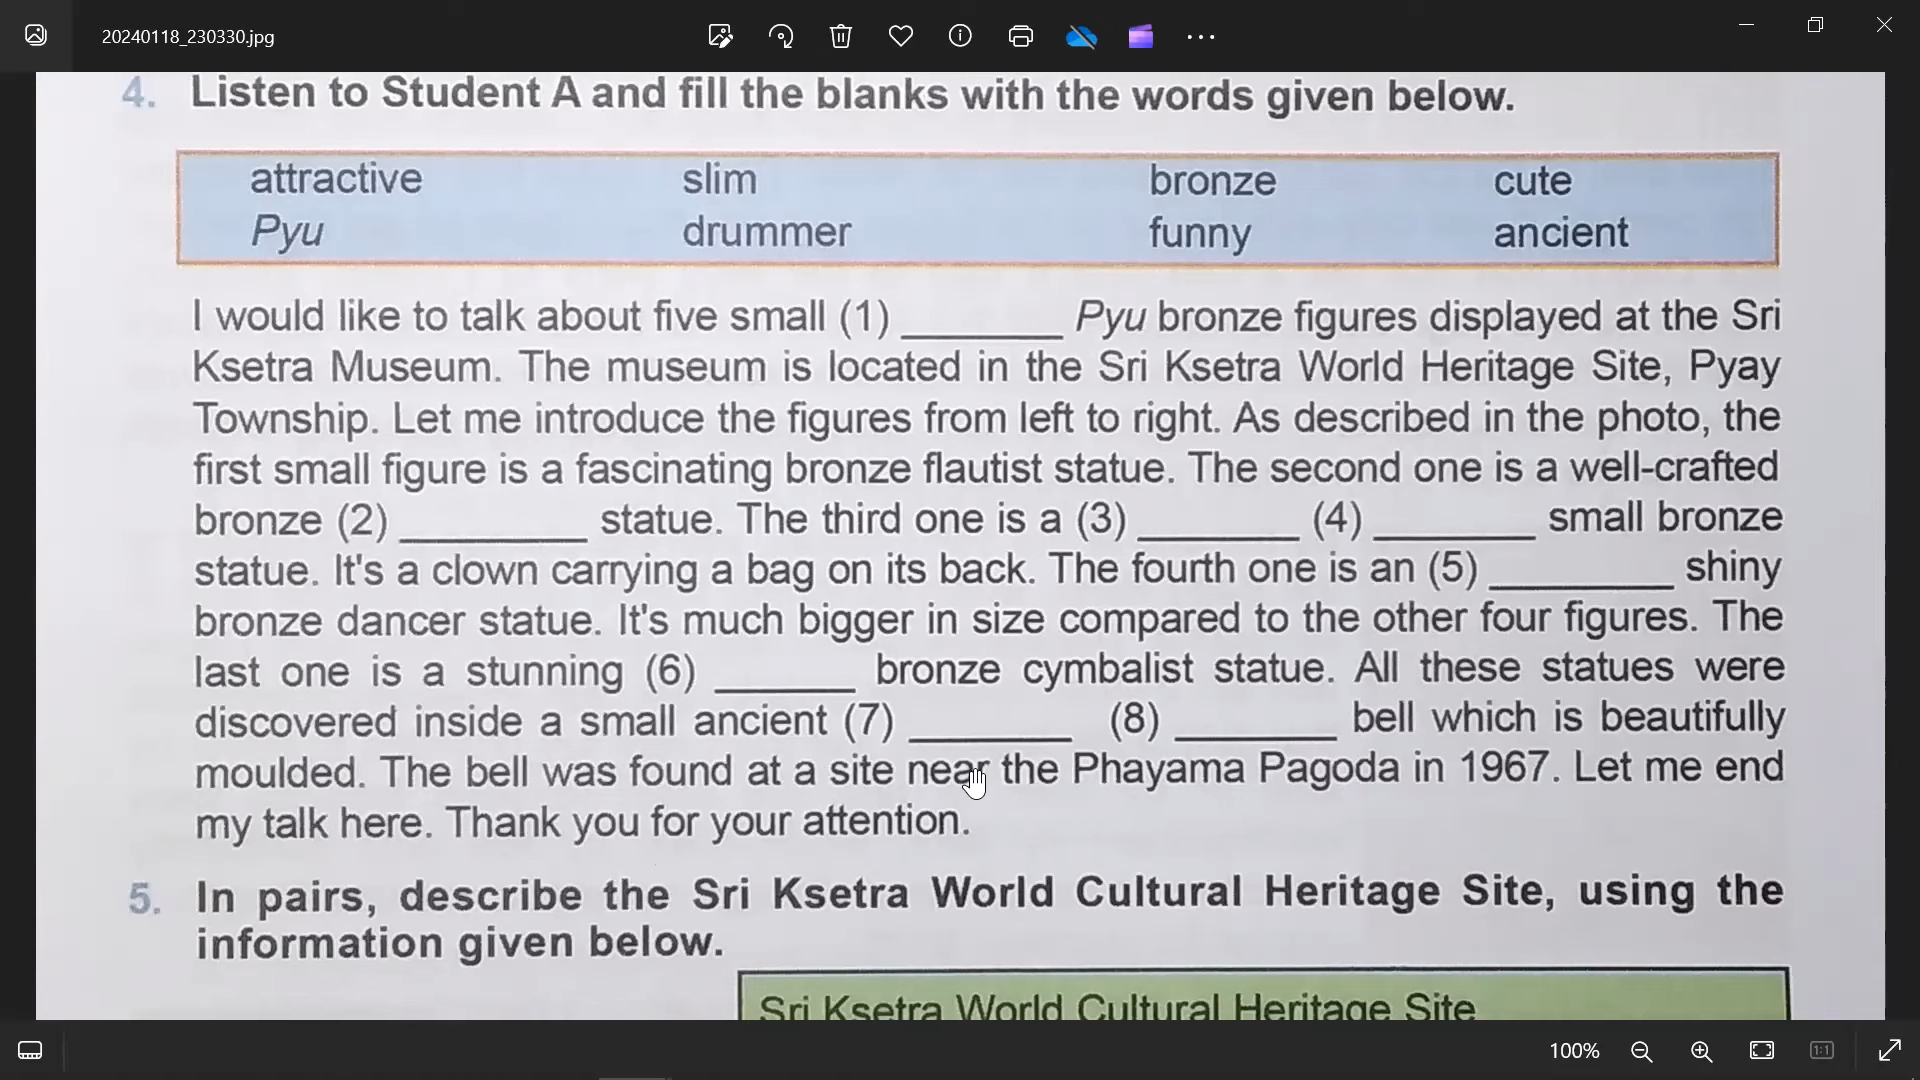 20240118_230330.jpg
4. Listen to Student A and fill the blanks with the words given below.
attractive slim bronze cute
Pyu drummer funny ancient
I would like to talk about five small (1) ________ Pyu bronze figures displayed at the Sri
Ksetra Museum. The museum is located in the Sri Ksetra World Heritage Site, Pyay
Township. Let me introduce the figures from left to right. As described in the photo, the
first small figure is a fascinating bronze flautist statue. The second one is a well-crafted
bronze (2) ________ statue. The third one is a (3) ________ (4) ________ small bronze
statue. It's a clown carrying a bag on its back. The fourth one is an (5) ________ shiny
bronze dancer statue. It's much bigger in size compared to the other four figures. The
last one is a stunning (6) ________ bronze cymbalist statue. All these statues were
discovered inside a small ancient (7) ________ (8) ________ bell which is beautifully
moulded. The bell was found at a site near the Phayama Pagoda in 1967. Let me end
my talk here. Thank you for your attention.
5. In pairs, describe the Sri Ksetra World Cultural Heritage Site, using the
information given below.
Sri Ksetra World Cultural Heritage Site
100% 1:1